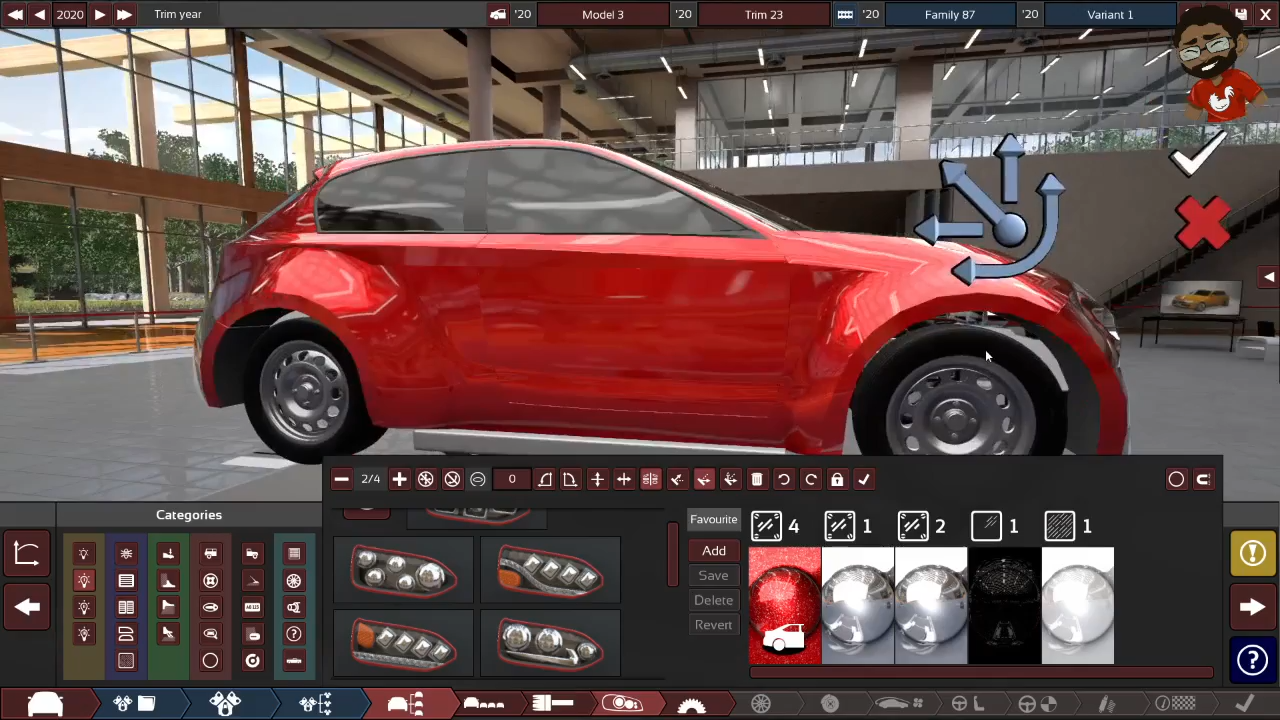 2020 Trim year '20 Model 3 '20 Trim 23 '20 Family 87 '20 Variant 1
2/4 0
Categories
Favourite 4 1 2 1 1
Add
Save
Delete
Revert